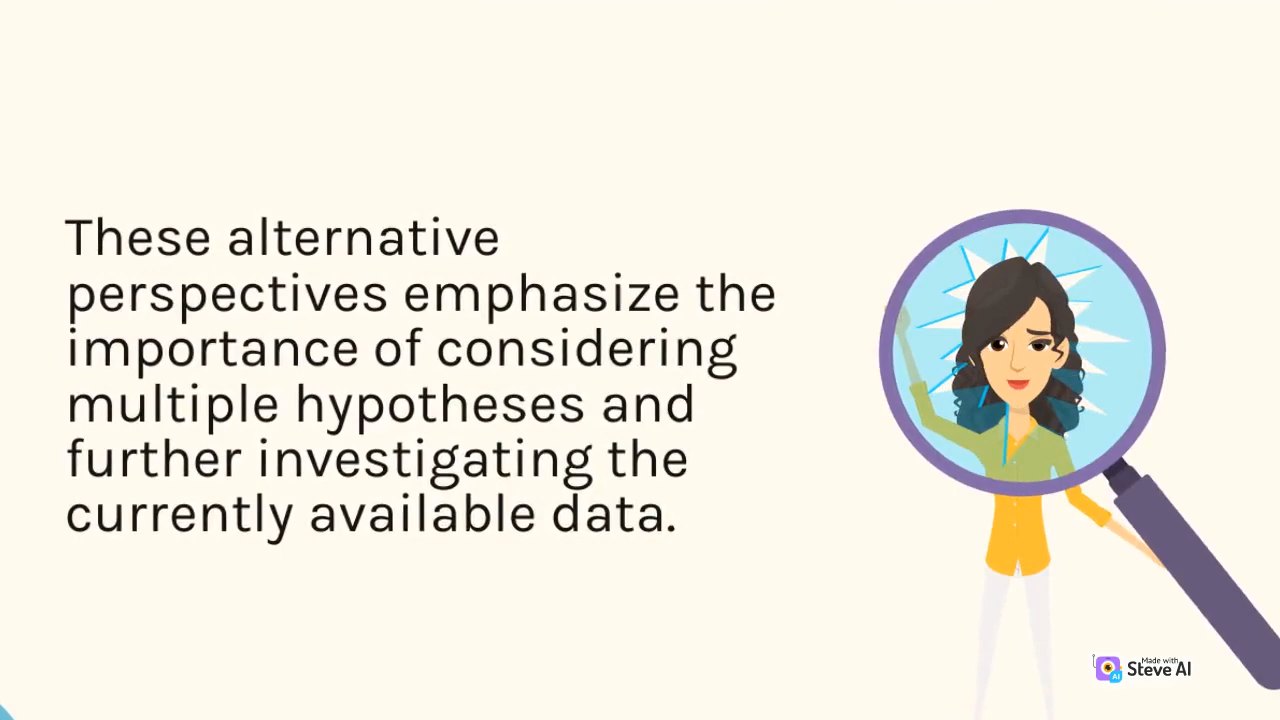 These alternative
perspectives emphasize the
importance of considering
multiple hypotheses and
further investigating the
currently available data.
Made with
Steve AI
AI